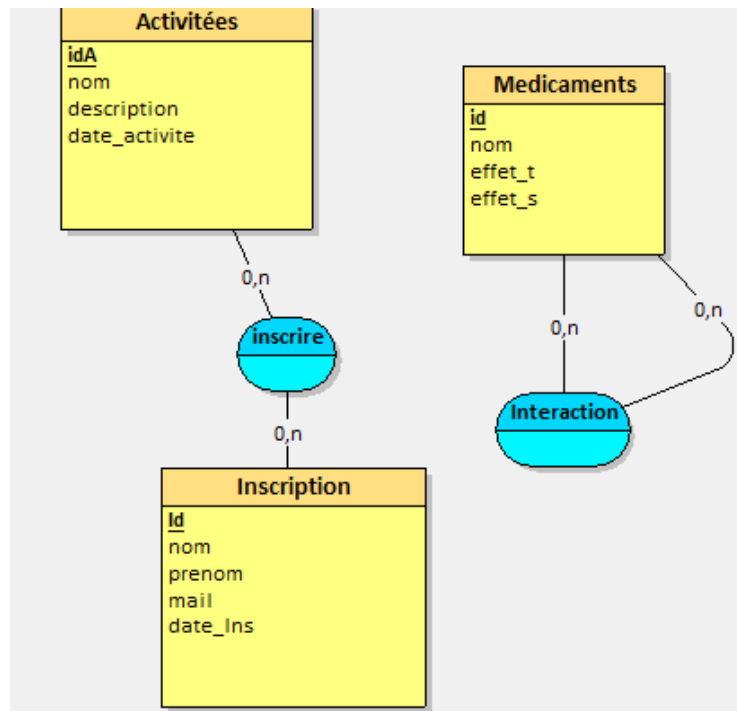 Activitées
idA
nom
description
date_activite
Medicaments
id
nom
effet_t
effet_s
0,n
inscrire
0,n
0,n
0,n
Interaction
Inscription
Id
nom
prenom
mail
date_Ins